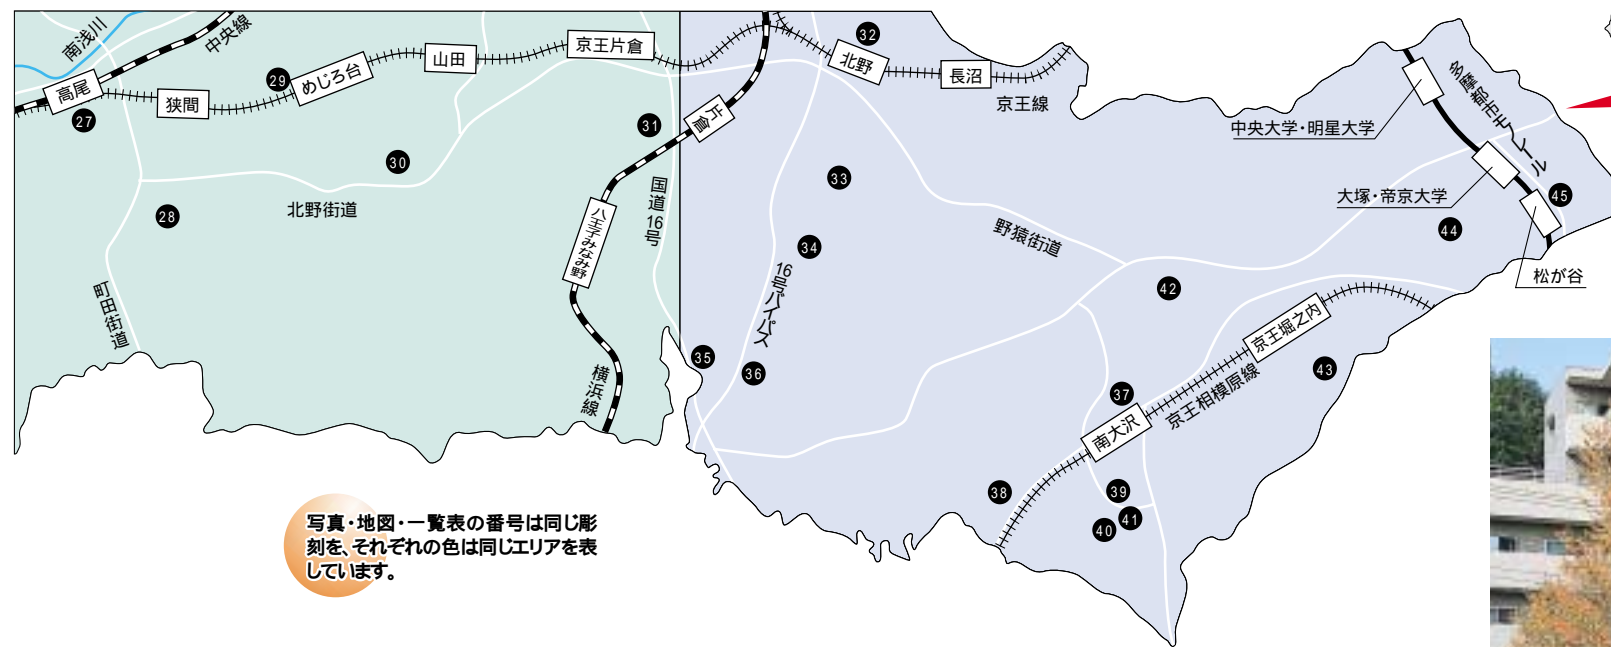 南浅川
中央線
高尾
狭間
めじろ台
山田
京王片倉
片倉
北野
長沼
京王線
多摩都市モノレール
中央大学・明星大学
大塚・帝京大学
松が谷
27
28
29
30
31
32
33
34
35
36
37
38
39
40
41
42
43
44
45
北野街道
国道16号
八王子みなみ野
町田街道
横浜線
16号バイパス
野猿街道
京王堀之内
京王相模原線
南大沢
写真・地図・一覧表の番号は同じ彫
刻を、それぞれの色は同じエリアを表
しています。